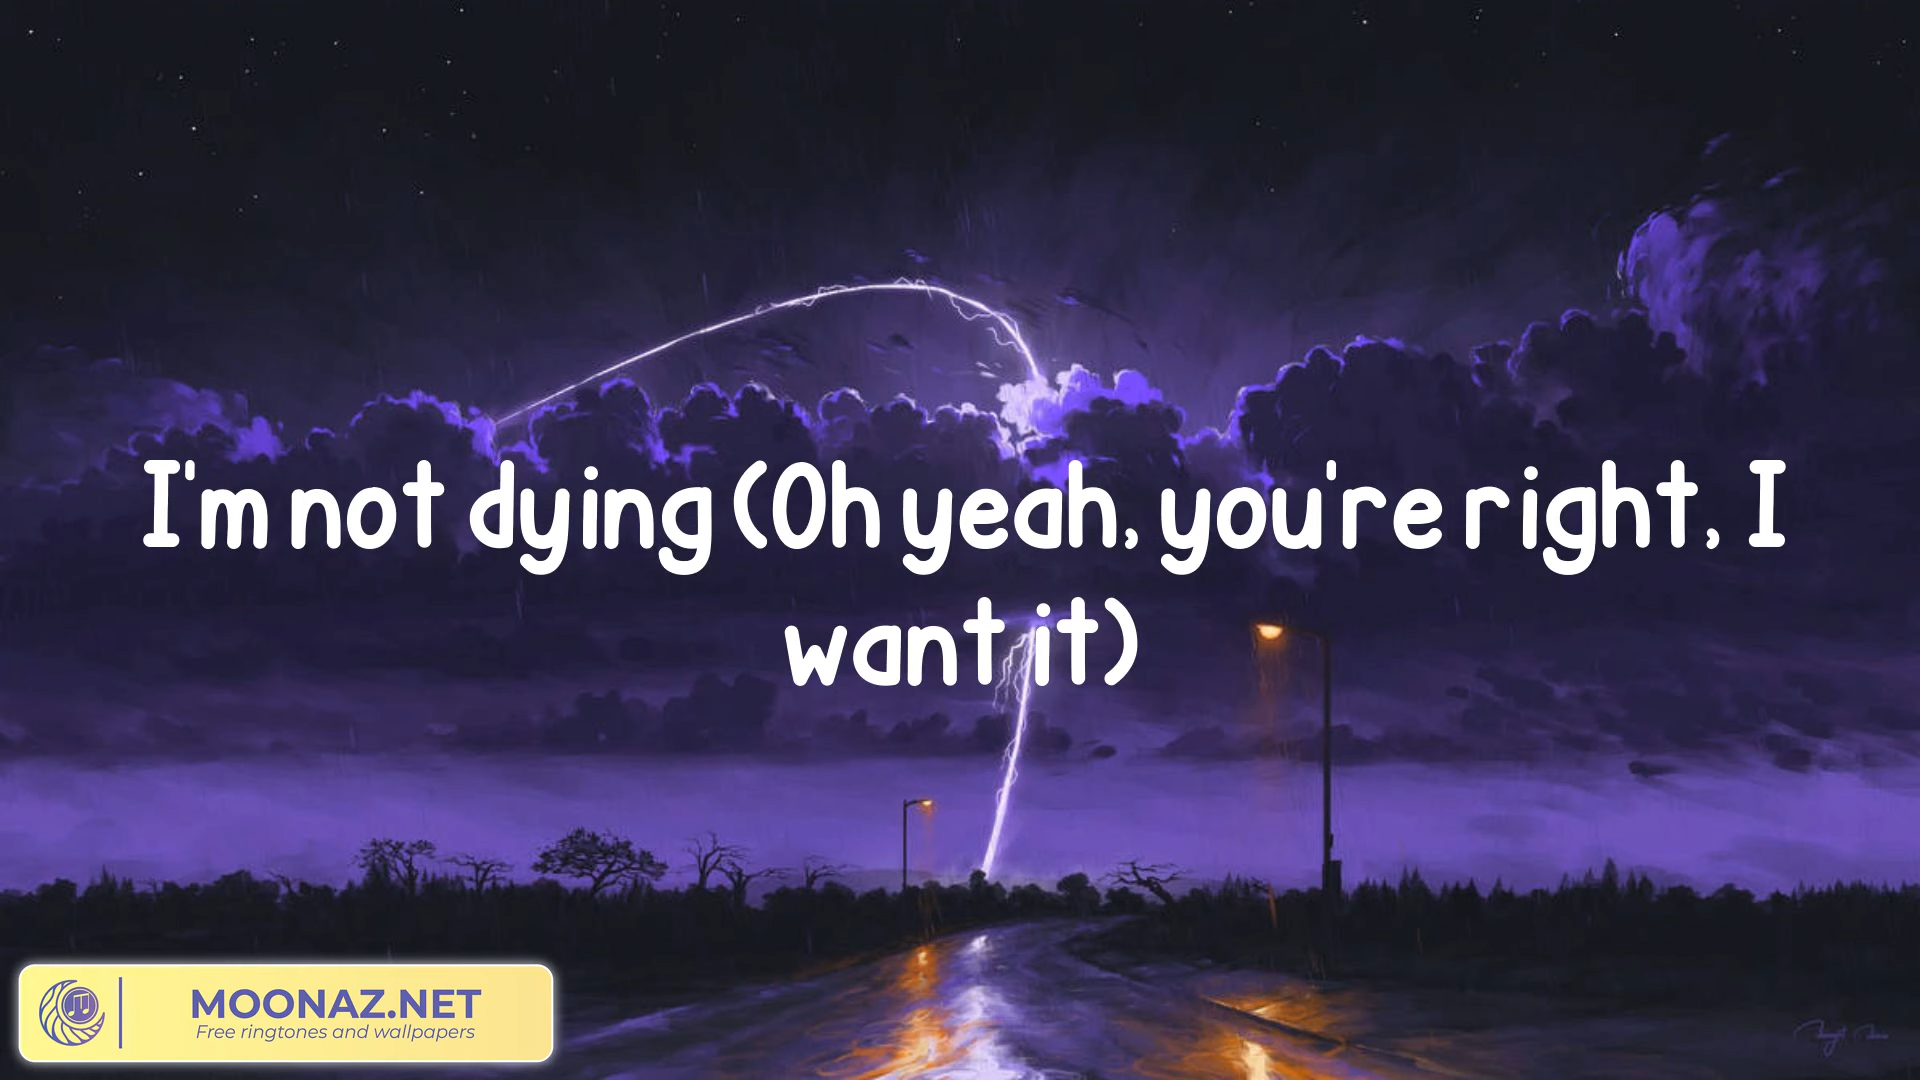 I'm not dying (Oh yeah, you're right, I
want it)
MOONAZ.NET
Free ringtones and wallpapers